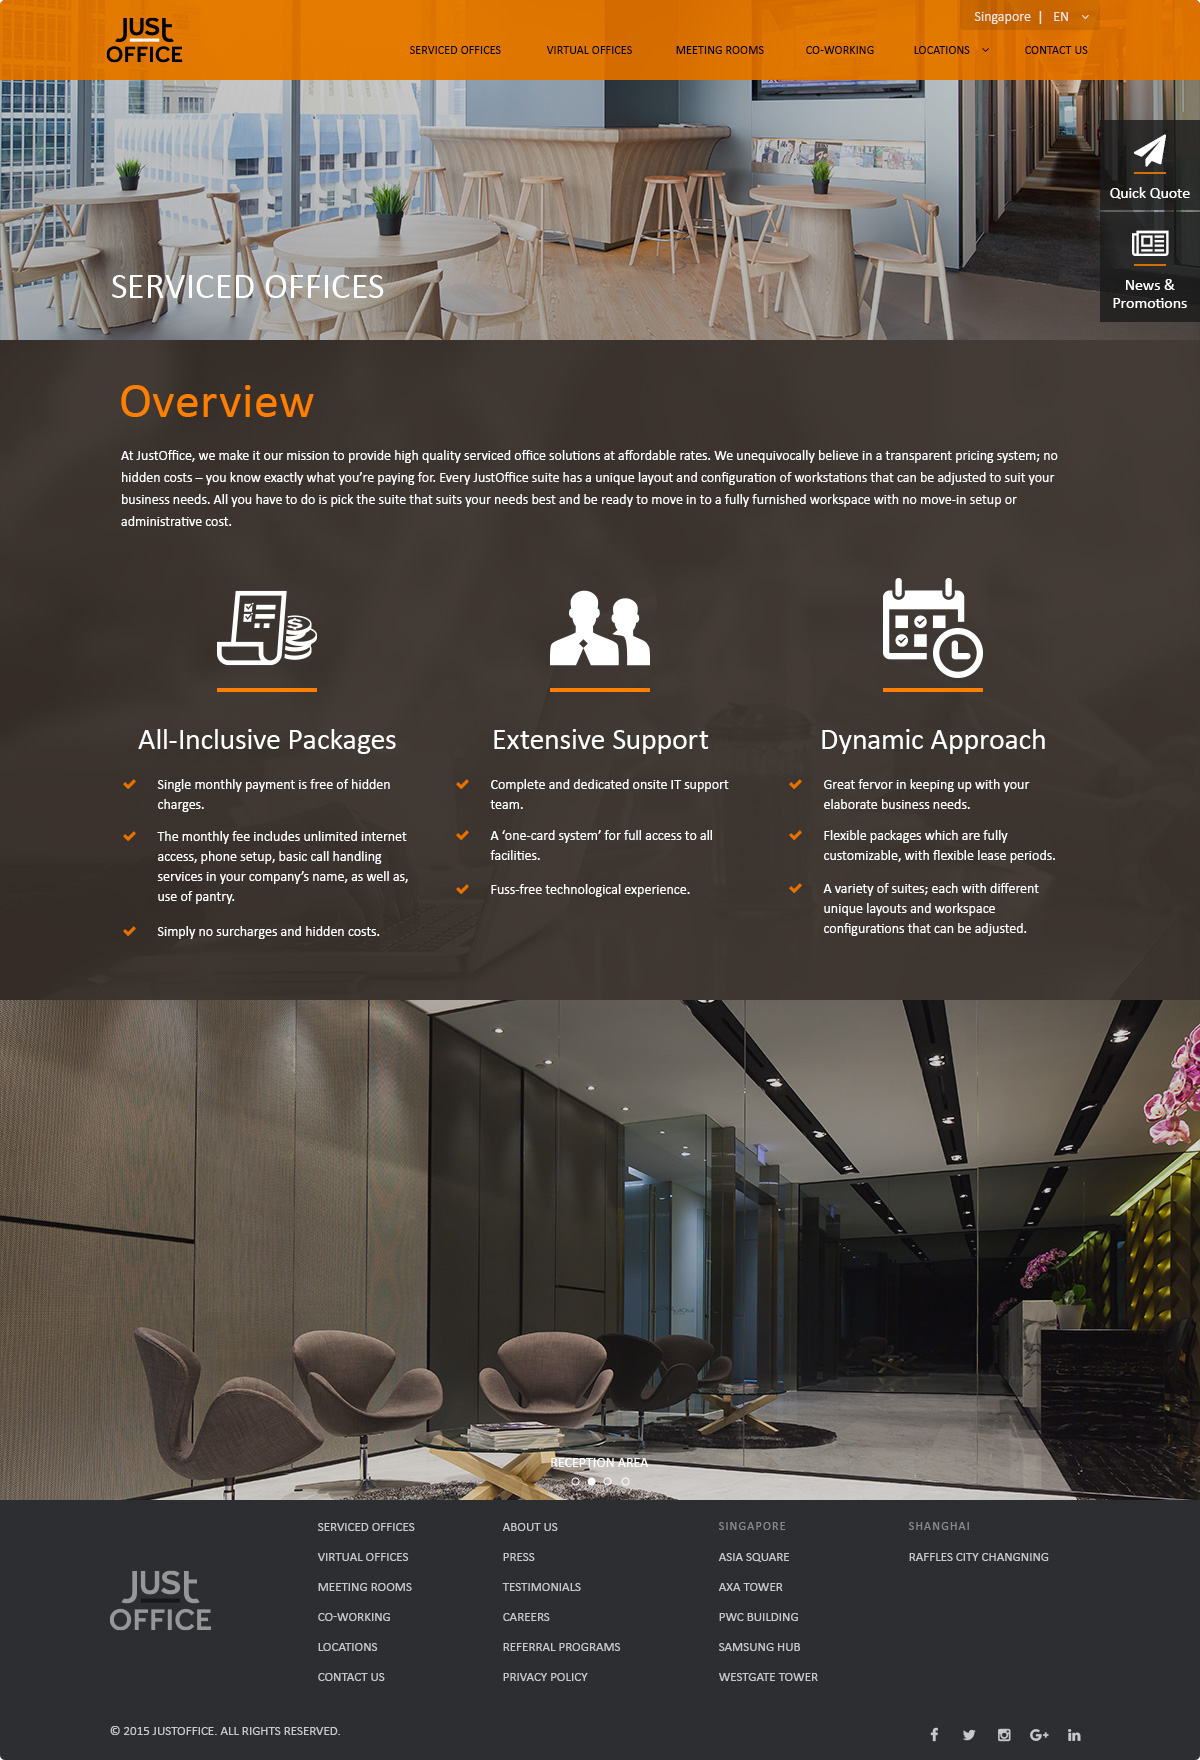 JUST
OFFICE
Singapore | EN
SERVICED OFFICES
VIRTUAL OFFICES
MEETING ROOMS
CO-WORKING
LOCATIONS
CONTACT US
Quick Quote
News &
Promotions
SERVICED OFFICES
Overview
At JustOffice, we make it our mission to provide high quality serviced office solutions at affordable rates. We unequivocally believe in a transparent pricing system; no
hidden costs – you know exactly what you’re paying for. Every JustOffice suite has a unique layout and configuration of workstations that can be adjusted to suit your
business needs. All you have to do is pick the suite that suits your needs best and be ready to move in to a fully furnished workspace with no move-in setup or
administrative cost.
All-Inclusive Packages
Single monthly payment is free of hidden
charges.
The monthly fee includes unlimited internet
access, phone setup, basic call handling
services in your company’s name, as well as,
use of pantry.
Simply no surcharges and hidden costs.
Extensive Support
Complete and dedicated onsite IT support
team.
A ‘one-card system’ for full access to all
facilities.
Fuss-free technological experience.
Dynamic Approach
Great fervor in keeping up with your
elaborate business needs.
Flexible packages which are fully
customizable, with flexible lease periods.
A variety of suites; each with different
unique layouts and workspace
configurations that can be adjusted.
RECEPTION AREA
JUST
OFFICE
SERVICED OFFICES
VIRTUAL OFFICES
MEETING ROOMS
CO-WORKING
LOCATIONS
CONTACT US
ABOUT US
PRESS
TESTIMONIALS
CAREERS
REFERRAL PROGRAMS
PRIVACY POLICY
SINGAPORE
ASIA SQUARE
AXA TOWER
PWC BUILDING
SAMSUNG HUB
WESTGATE TOWER
SHANGHAI
RAFFLES CITY CHANGNING
© 2015 JUSTOFFICE. ALL RIGHTS RESERVED.